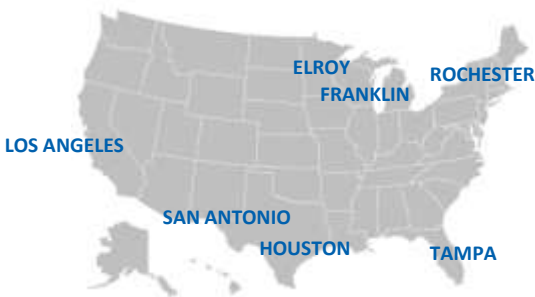 ELROY
ROCHESTER
FRANKLIN
LOS ANGELES
SAN ANTONIO
HOUSTON
TAMPA